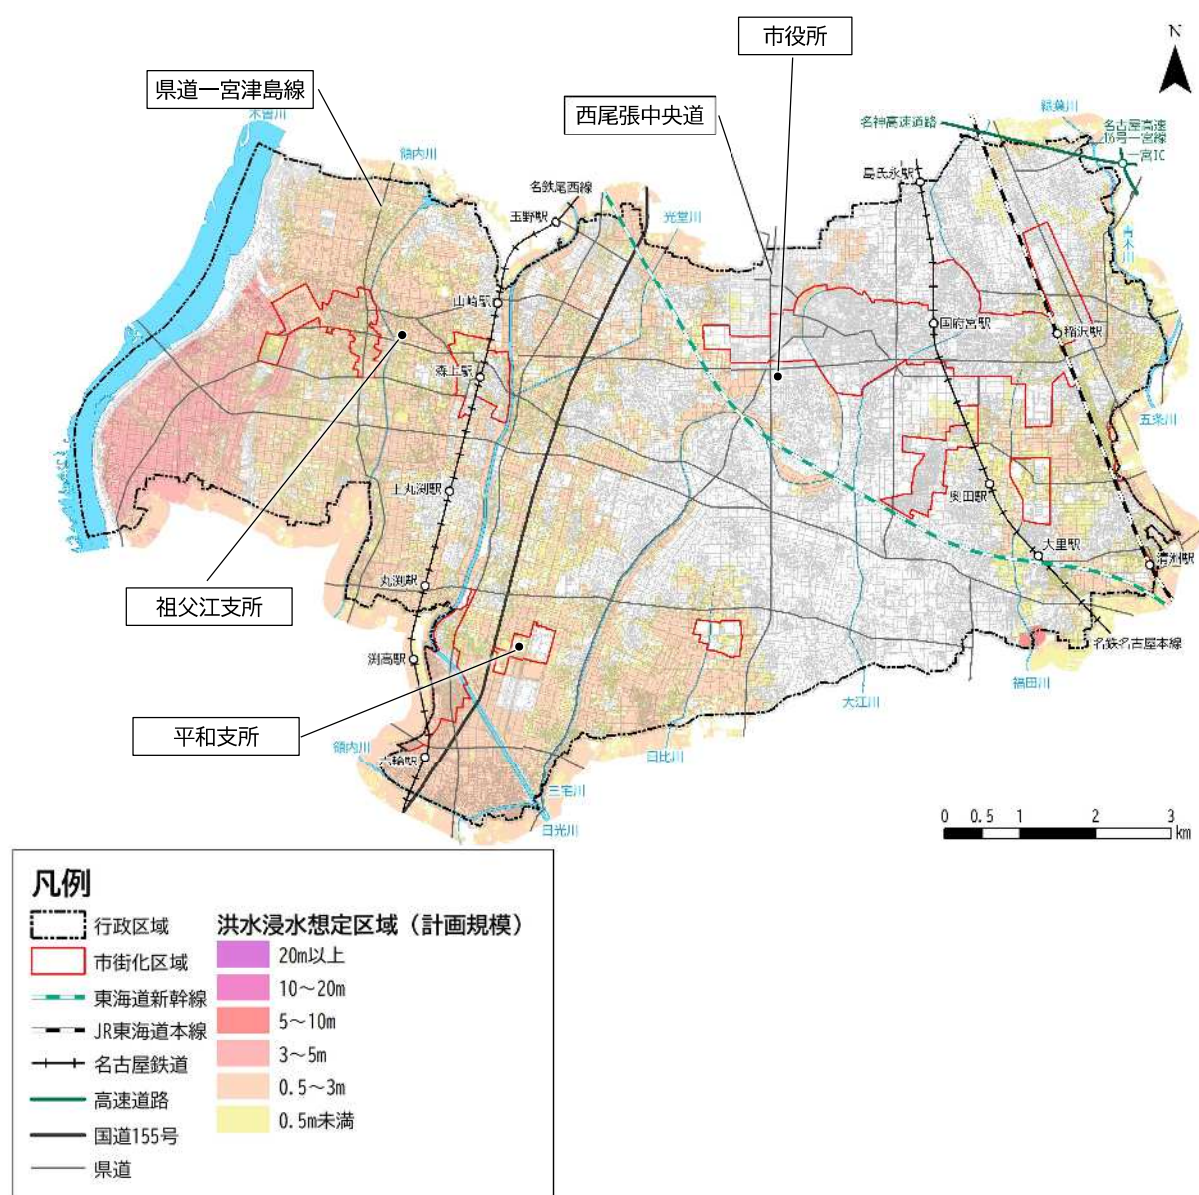 市役所
N
県道一宮津島線
西尾張中央道
木曽川
領内川
名神高速道路
名古屋高速
16号一宮線
一宮IC
島氏永駅
名鉄尾西線
玉野駅
光堂川
青木川
山崎駅
国府宮駅
稲沢駅
森上駅
五条川
上丸渕駅
奥田駅
大里駅
清洲駅
丸渕駅
祖父江支所
渕高駅
名鉄名古屋本線
福田川
大江川
平和支所
領内川
六輪駅
日比川
三宅川
日光川
0 0.5 1 2 3
km
凡例
行政区域
市街化区域
東海道新幹線
JR東海道本線
名古屋鉄道
高速道路
国道155号
県道
洪水浸水想定区域（計画規模）
20m以上
10～20m
5～10m
3～5m
0.5～3m
0.5m未満